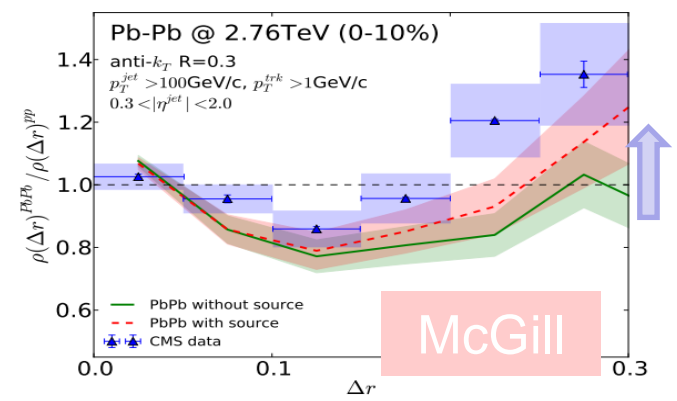 Pb-Pb @ 2.76TeV (0-10%)
anti-k_T R=0.3
p_T^{jet} >100GeV/c, p_T^{trk} >1GeV/c
0.3<|η^{jet}|<2.0
ρ(Δr)^{PbPb}/ρ(Δr)^{pp}
1.4
1.2
1.0
0.8
0.6
PbPb without source
PbPb with source
CMS data
McGill
0.0
0.1
0.3
Δr